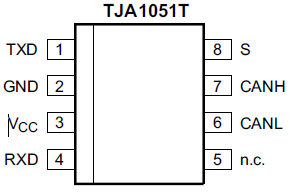 TJA1051T
TXD 1 8 S
GND 2 7 CANH
VCC 3 6 CANL
RXD 4 5 n.c.